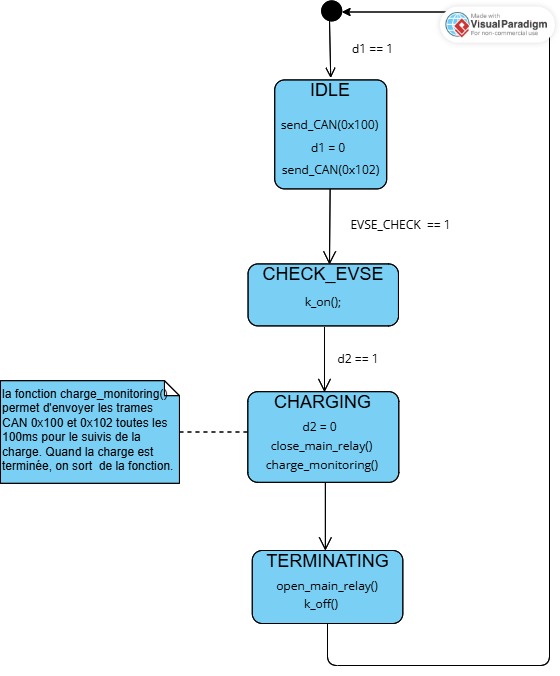 Made with
VisualParadigm
For non-commercial use
d1 == 1
IDLE
send_CAN(0x100)
d1 = 0
send_CAN(0x102)
EVSE_CHECK == 1
CHECK_EVSE
k_on();
d2 == 1
la fonction charge_monitoring()
permet d'envoyer les trames
CAN 0x100 et 0x102 toutes les
100ms pour le suivis de la
charge. Quand la charge est
terminée, on sort de la fonction.
CHARGING
d2 = 0
close_main_relay()
charge_monitoring()
TERMINATING
open_main_relay()
k_off()